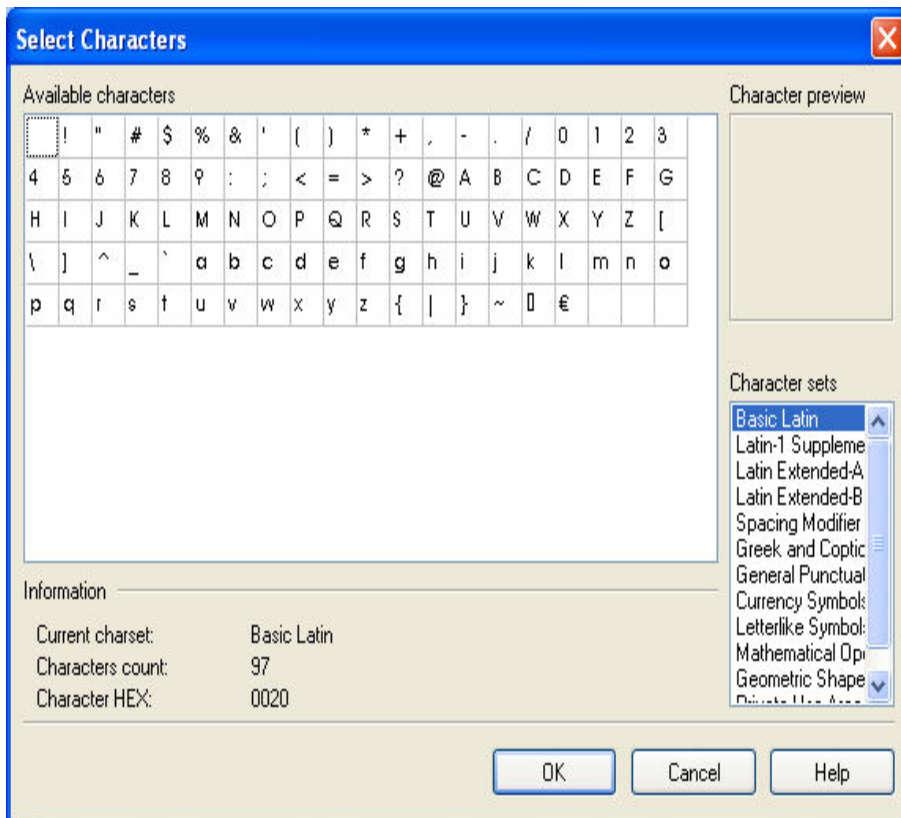 Select Characters
Available characters
! " # $ % & ' ( ) * + , - . / 0 1 2 3
4 5 6 7 8 9 : ; < = > ? @ A B C D E F G
H I J K L M N O P Q R S T U V W X Y Z [
\ ] ^ _ ` a b c d e f g h i j k l m n o
p q r s t u v w x y z { | } ~ ▯ €
Character preview
Character sets
Basic Latin
Latin-1 Suppleme
Latin Extended-A
Latin Extended-B
Spacing Modifier
Greek and Coptic
General Punctuat
Currency Symbols
Letterlike Symbol
Mathematical Op
Geometric Shape
Information
Current charset: Basic Latin
Characters count: 97
Character HEX: 0020
OK Cancel Help